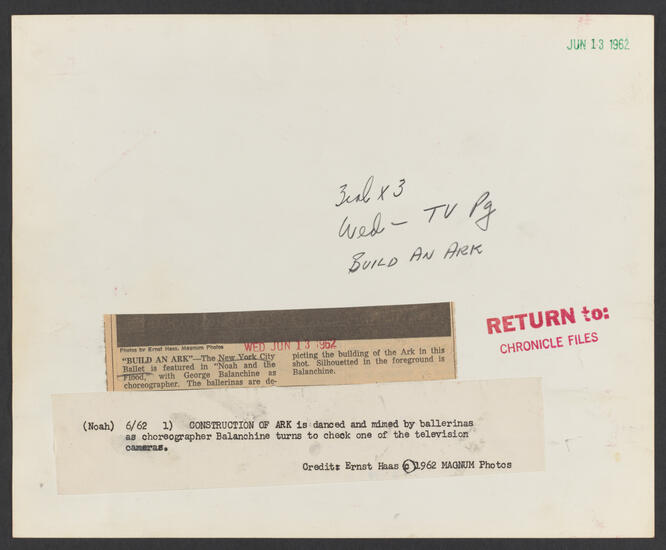 JUN 13 1962
3col x 3
Wed - TV Pg
BUILD AN ARK
RETURN to:
CHRONICLE FILES
Photos by Ernst Haas, Magnum Photos
WED JUN 13 1962
"BUILD AN ARK"—The New York City
Ballet is featured in "Noah and the
Flood," with George Balanchine as
choreographer. The ballerinas are de-
picting the building of the Ark in this
shot. Silhouetted in the foreground is
Balanchine.
(Noah) 6/62 1) CONSTRUCTION OF ARK is danced and mimed by ballerinas
as choreographer Balanchine turns to check one of the television
cameras.
Credit: Ernst Haas © 1962 MAGNUM Photos